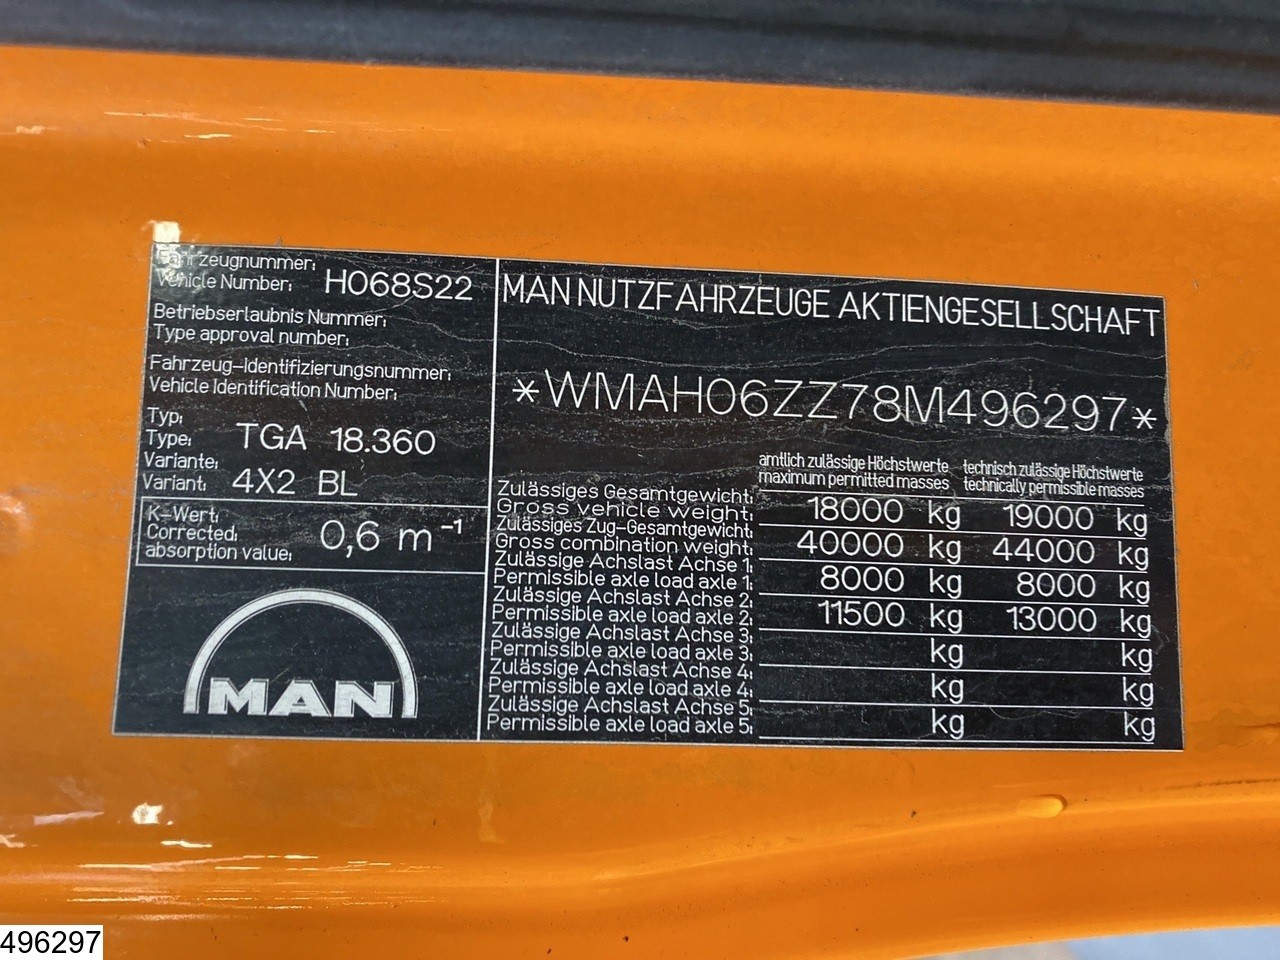 Fahrzeugnummer:
Vehicle Number: H068S22
Betriebserlaubnis Nummer:
Type approval number:
Fahrzeug-Identifizierungsnummer:
Vehicle Identification Number:
Typ:
Type: TGA 18.360
Variante:
Variant: 4X2 BL
K-Wert:
Corrected: 0,6 m⁻¹
absorption value:
MAN
MAN NUTZFAHRZEUGE AKTIENGESELLSCHAFT
*WMAH06ZZ78M496297*
amtlich zulässige Höchstwerte technisch zulässige Höchstwerte
maximum permitted masses technically permissible masses
Zulässiges Gesamtgewicht:
Gross vehicle weight: 18000 kg 19000 kg
Zulässiges Zug-Gesamtgewicht:
Gross combination weight: 40000 kg 44000 kg
Zulässige Achslast Achse 1:
Permissible axle load axle 1: 8000 kg 8000 kg
Zulässige Achslast Achse 2:
Permissible axle load axle 2: 11500 kg 13000 kg
Zulässige Achslast Achse 3:
Permissible axle load axle 3: kg kg
Zulässige Achslast Achse 4:
Permissible axle load axle 4: kg kg
Zulässige Achslast Achse 5:
Permissible axle load axle 5: kg kg
496297